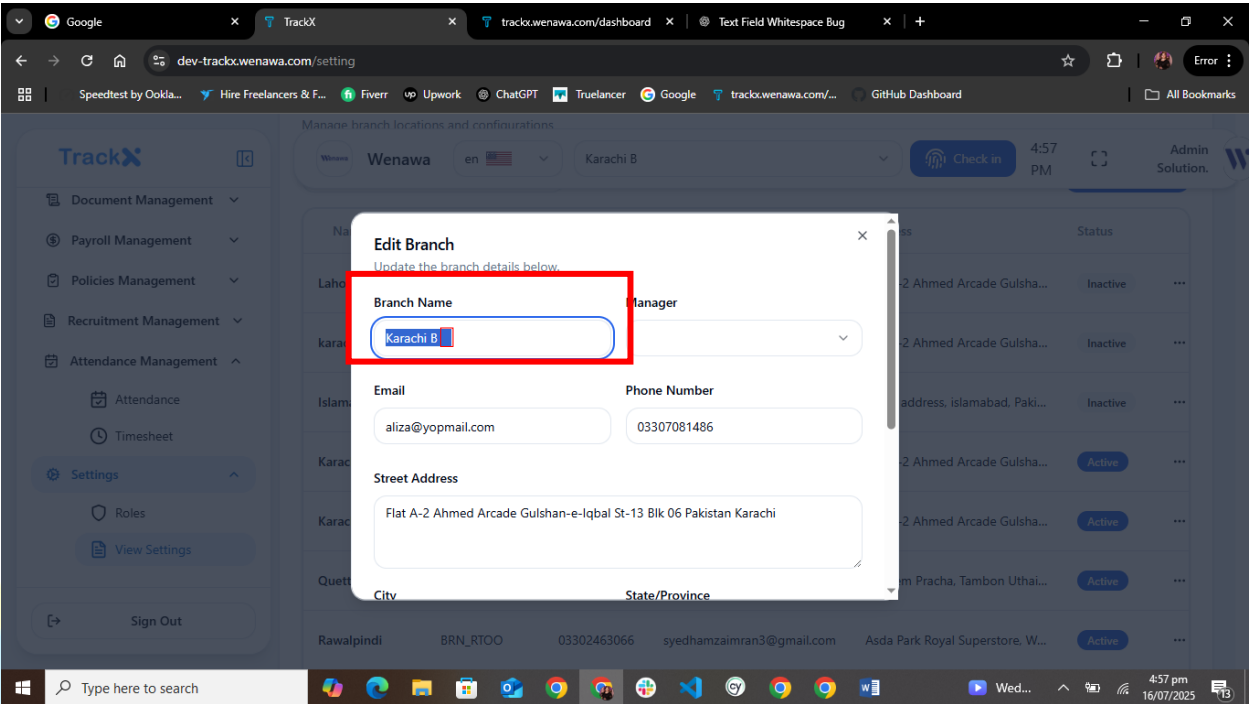 Google
TrackX
trackx.wenawa.com/dashboard
Text Field Whitespace Bug
dev-trackx.wenawa.com/setting
Error
Speedtest by Ookla...
Hire Freelancers & F...
Fiverr
Upwork
ChatGPT
Truelancer
Google
trackx.wenawa.com/...
GitHub Dashboard
All Bookmarks
Manage branch locations and configurations
TrackX
Wenawa
Wenawa
en
Karachi B
Check in
4:57
PM
Admin
Solution.
Document Management
Payroll Management
Policies Management
Recruitment Management
Attendance Management
Attendance
Timesheet
Settings
Roles
View Settings
Sign Out
Status
-2 Ahmed Arcade Gulsha...
Inactive
-2 Ahmed Arcade Gulsha...
Inactive
address, islamabad, Paki...
Inactive
-2 Ahmed Arcade Gulsha...
Active
-2 Ahmed Arcade Gulsha...
Active
m Pracha, Tambon Uthai...
Active
Rawalpindi
BRN_RTOO
03302463066
syedhamzaimran3@gmail.com
Asda Park Royal Superstore, W...
Active
Edit Branch
Update the branch details below.
Branch Name
Manager
Karachi B
Email
Phone Number
aliza@yopmail.com
03307081486
Street Address
Flat A-2 Ahmed Arcade Gulshan-e-Iqbal St-13 Blk 06 Pakistan Karachi
City
State/Province
Type here to search
Wed...
4:57 pm
16/07/2025
13